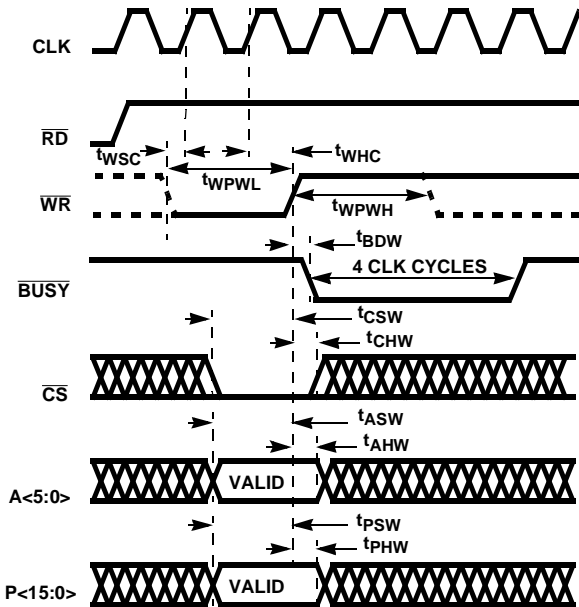 CLK
RD
tWSC
tWHC
tWPWL
WR
tWPWH
tBDW
4 CLK CYCLES
BUSY
tCSW
tCHW
CS
tASW
tAHW
VALID
A<5:0>
tPSW
tPHW
VALID
P<15:0>